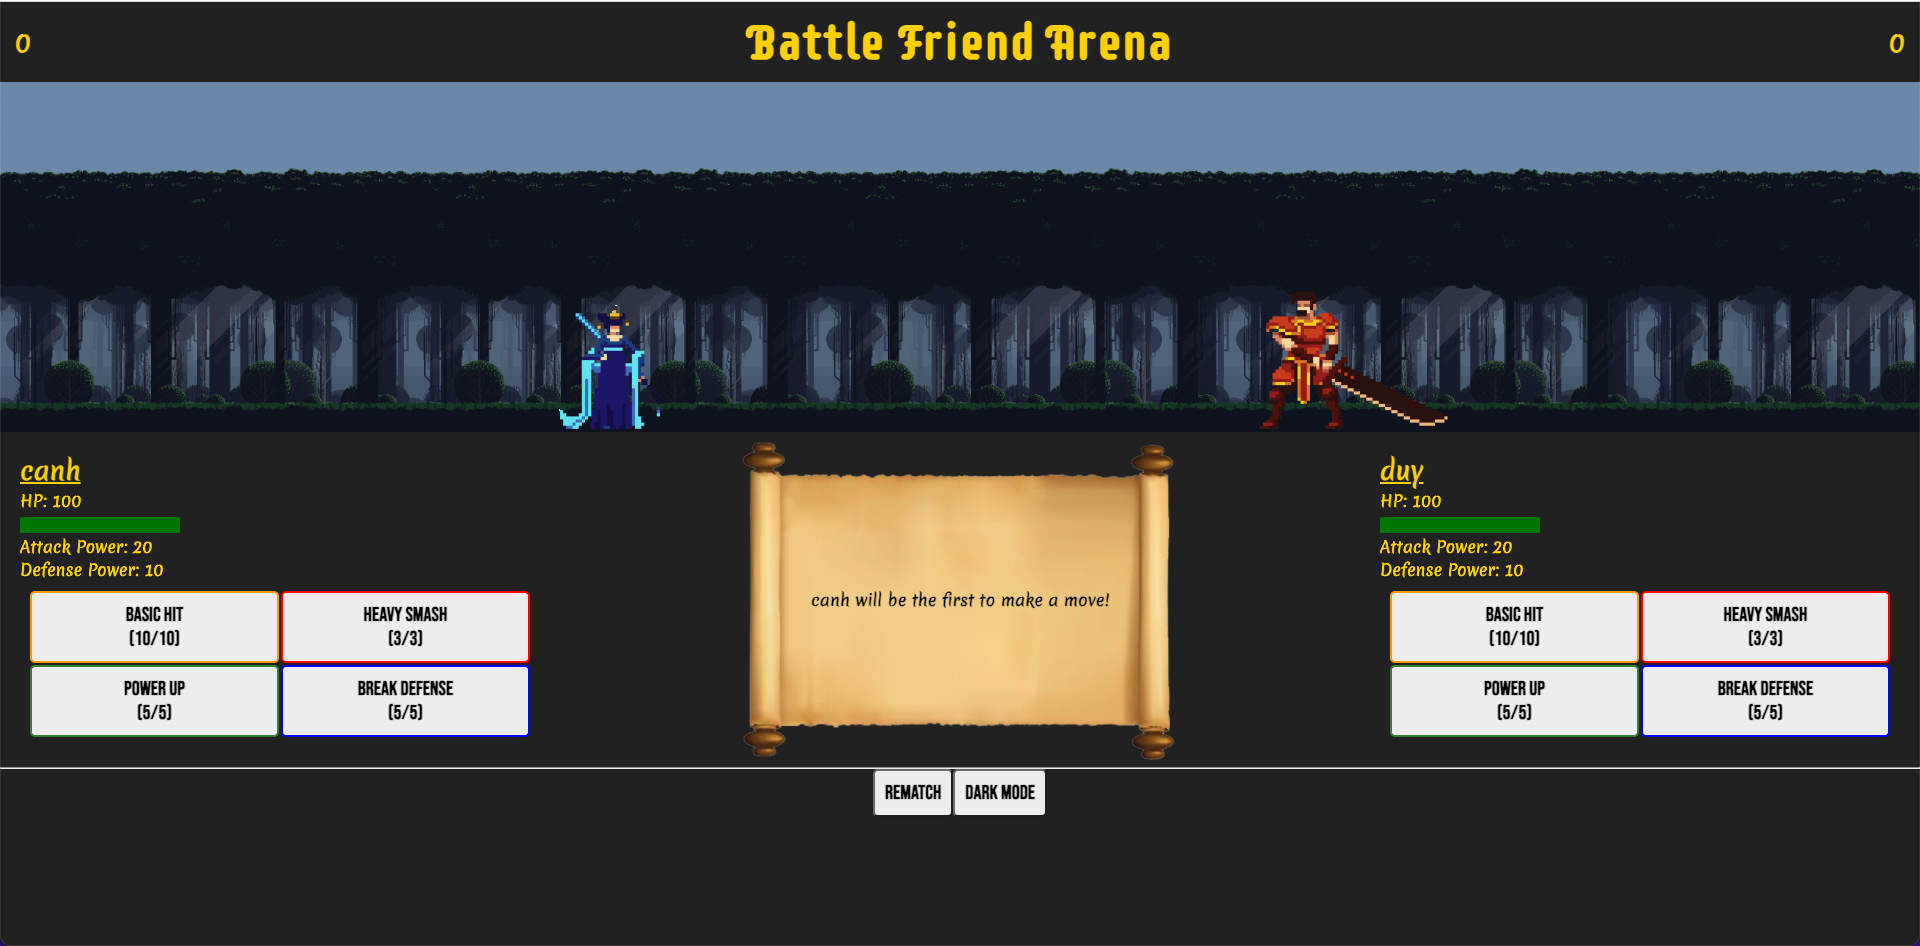 0
Battle Friend Arena
0
canh
HP: 100
Attack Power: 20
Defense Power: 10
BASIC HIT
(10/10)
HEAVY SMASH
(3/3)
POWER UP
(5/5)
BREAK DEFENSE
(5/5)
canh will be the first to make a move!
duy
HP: 100
Attack Power: 20
Defense Power: 10
BASIC HIT
(10/10)
HEAVY SMASH
(3/3)
POWER UP
(5/5)
BREAK DEFENSE
(5/5)
REMATCH
DARK MODE